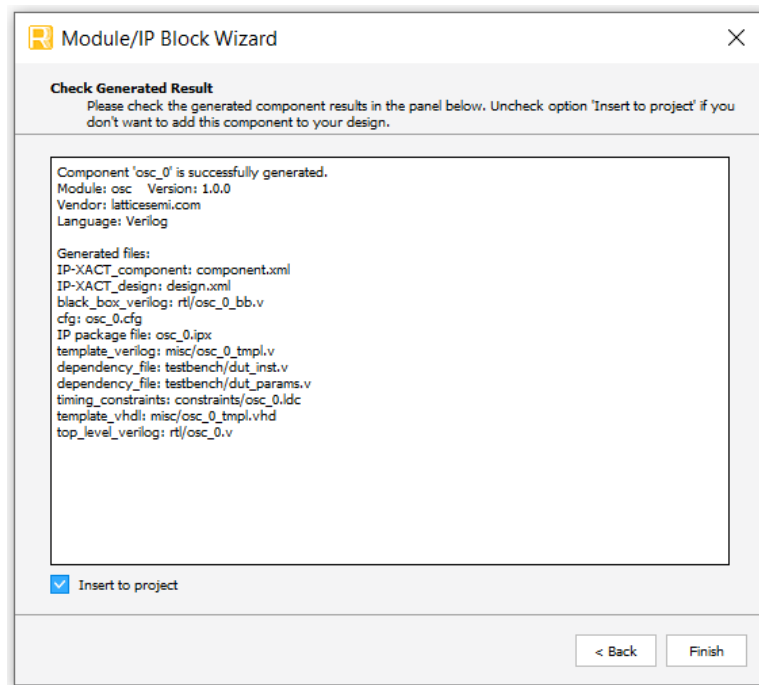 Module/IP Block Wizard
Check Generated Result
Please check the generated component results in the panel below. Uncheck option 'Insert to project' if you
don't want to add this component to your design.
Component 'osc_0' is successfully generated.
Module: osc    Version: 1.0.0
Vendor: latticesemi.com
Language: Verilog
Generated files:
IP-XACT_component: component.xml
IP-XACT_design: design.xml
black_box_verilog: rtl/osc_0_bb.v
cfg: osc_0.cfg
IP package file: osc_0.ipx
template_verilog: misc/osc_0_tmpl.v
dependency_file: testbench/dut_inst.v
dependency_file: testbench/dut_params.v
timing_constraints: constraints/osc_0.ldc
template_vhdl: misc/osc_0_tmpl.vhd
top_level_verilog: rtl/osc_0.v
Insert to project
< Back
Finish